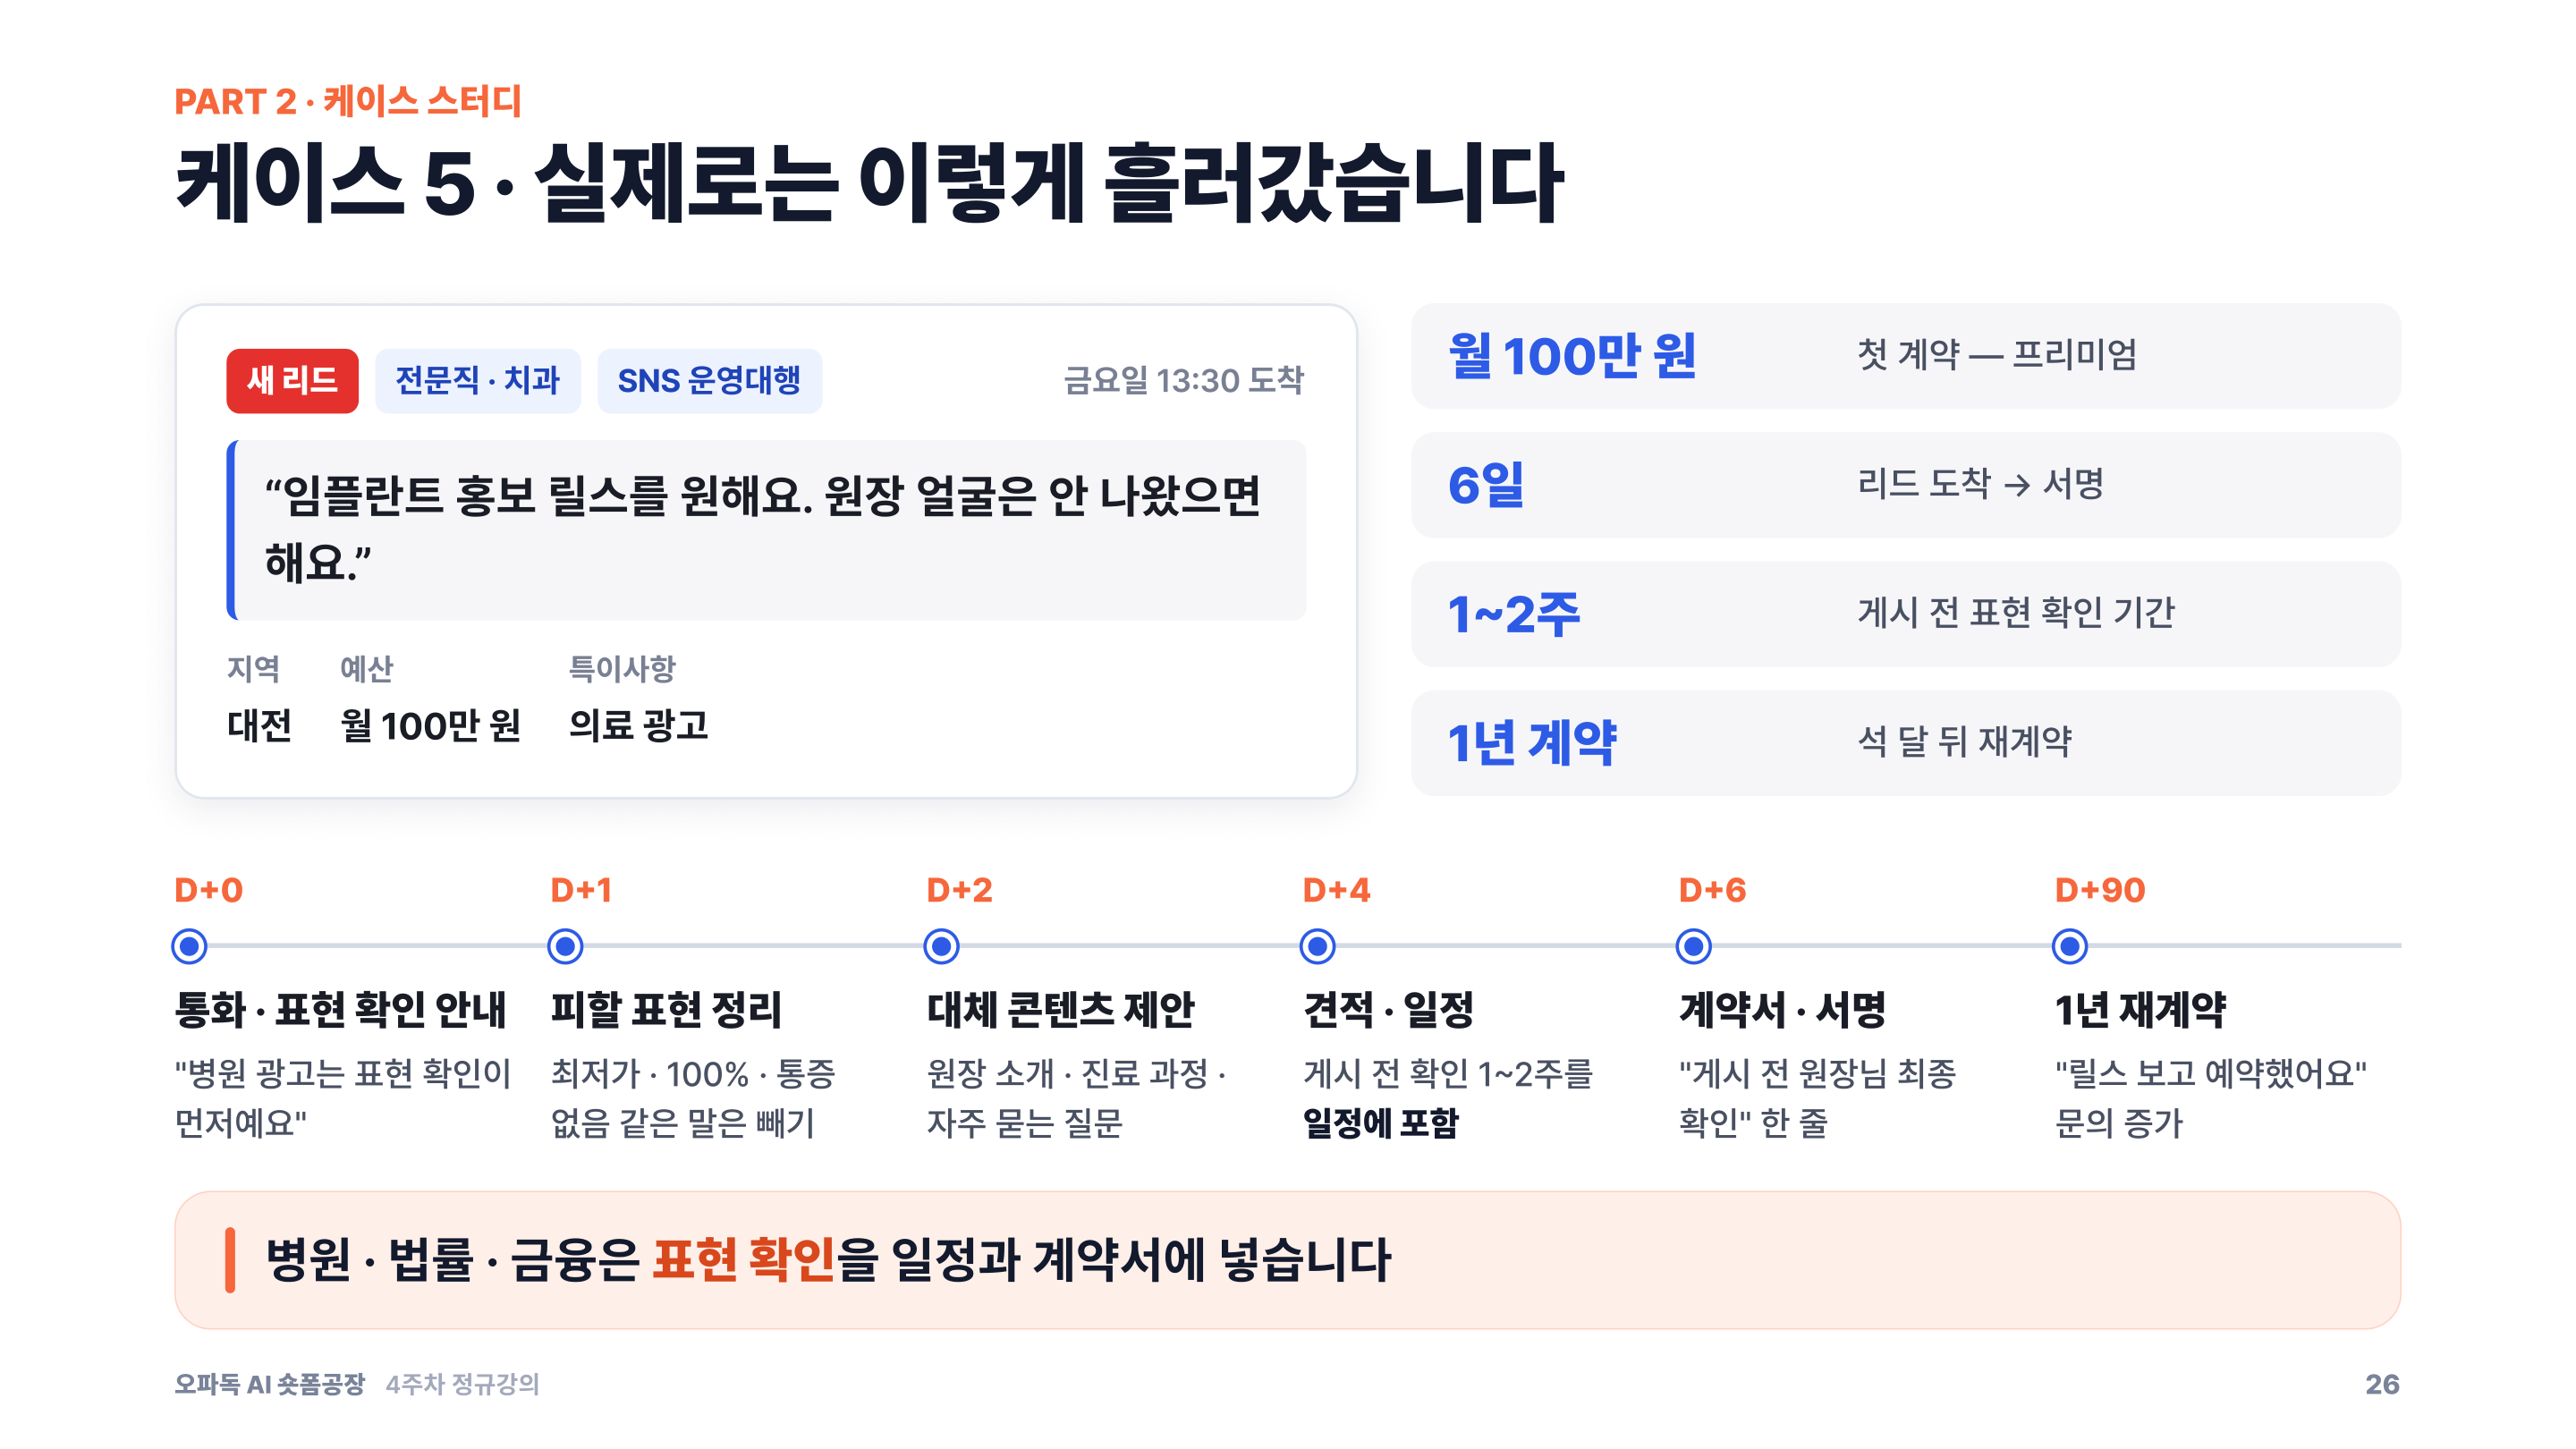 PART 2 · 케이스 스터디
케이스 5 · 실제로는 이렇게 흘러갔습니다
새 리드
전문직 · 치과
SNS 운영대행
금요일 13:30 도착
“임플란트 홍보 릴스를 원해요. 원장 얼굴은 안 나왔으면
해요.”
지역
예산
특이사항
대전
월 100만 원
의료 광고
월 100만 원
첫 계약 — 프리미엄
6일
리드 도착 → 서명
1~2주
게시 전 표현 확인 기간
1년 계약
석 달 뒤 재계약
D+0
통화 · 표현 확인 안내
"병원 광고는 표현 확인이
먼저예요"
D+1
피할 표현 정리
최저가 · 100% · 통증
없음 같은 말은 빼기
D+2
대체 콘텐츠 제안
원장 소개 · 진료 과정 ·
자주 묻는 질문
D+4
견적 · 일정
게시 전 확인 1~2주를
일정에 포함
D+6
계약서 · 서명
"게시 전 원장님 최종
확인" 한 줄
D+90
1년 재계약
"릴스 보고 예약했어요"
문의 증가
병원 · 법률 · 금융은 표현 확인을 일정과 계약서에 넣습니다
오파독 AI 숏폼공장 4주차 정규강의
26